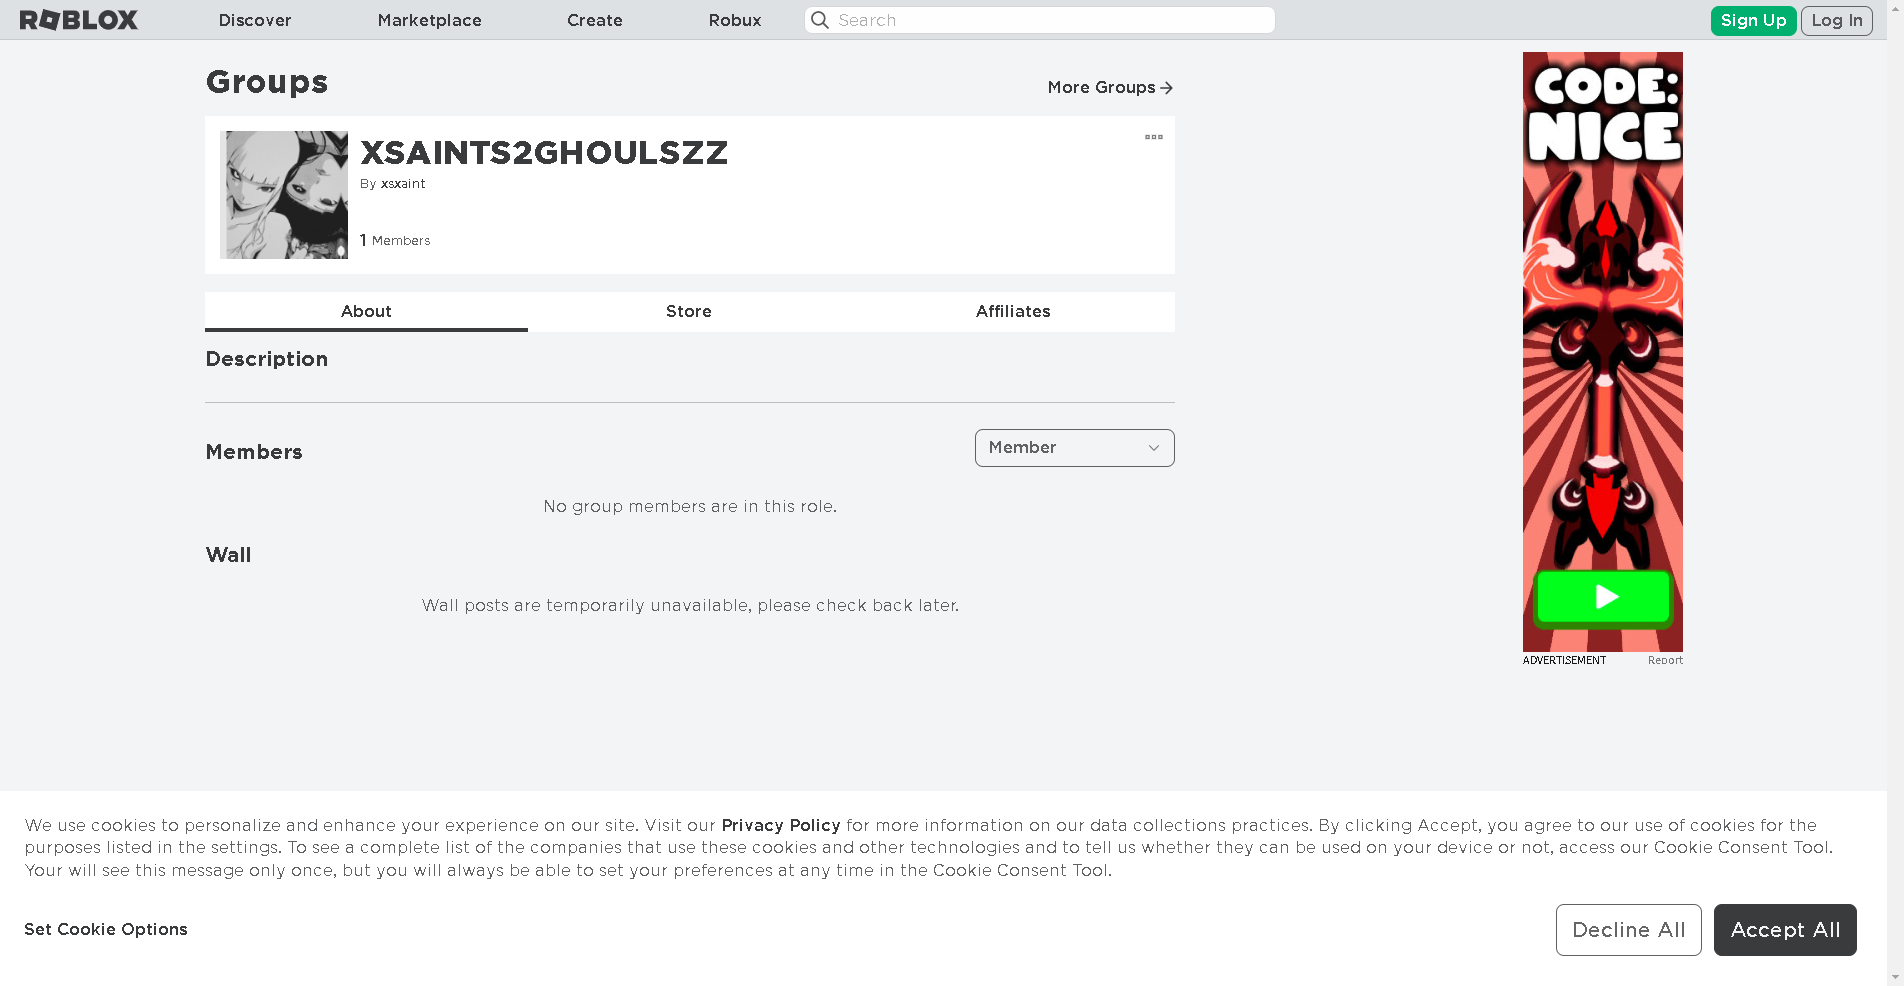 ROBLOX Discover Marketplace Create Robux Search Sign Up Log In
Groups
More Groups
XSAINTS2GHOULSZZ
By xsxaint
1 Members
About Store Affiliates
Description
Members
Member
No group members are in this role.
Wall
Wall posts are temporarily unavailable, please check back later.
CODE:
NICE
ADVERTISEMENT Report
We use cookies to personalize and enhance your experience on our site. Visit our Privacy Policy for more information on our data collections practices. By clicking Accept, you agree to our use of cookies for the
purposes listed in the settings. To see a complete list of the companies that use these cookies and other technologies and to tell us whether they can be used on your device or not, access our Cookie Consent Tool.
Your will see this message only once, but you will always be able to set your preferences at any time in the Cookie Consent Tool.
Set Cookie Options
Decline All
Accept All